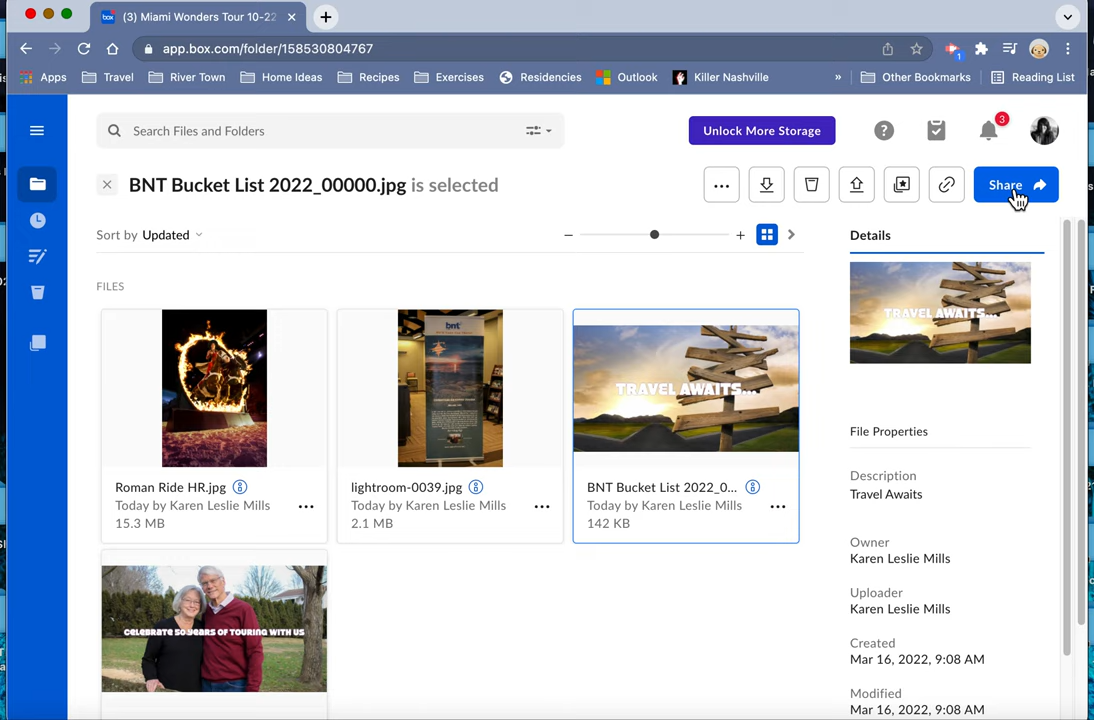 box (3) Miami Wonders Tour 10-22
app.box.com/folder/158530804767
1
Apps Travel River Town Home Ideas Recipes Exercises Residencies Outlook Killer Nashville » Other Bookmarks Reading List
Search Files and Folders
Unlock More Storage
3
BNT Bucket List 2022_00000.jpg is selected
Share
Sort by Updated
Details
FILES
bnt
TRAVEL AWAITS...
TRAVEL AWAITS...
File Properties
Description
Travel Awaits
Owner
Karen Leslie Mills
Uploader
Karen Leslie Mills
Created
Mar 16, 2022, 9:08 AM
Modified
Mar 16, 2022, 9:08 AM
Roman Ride HR.jpg
Today by Karen Leslie Mills
15.3 MB
lightroom-0039.jpg
Today by Karen Leslie Mills
2.1 MB
BNT Bucket List 2022_0...
Today by Karen Leslie Mills
142 KB
CELEBRATE 50 YEARS OF TOURING WITH US